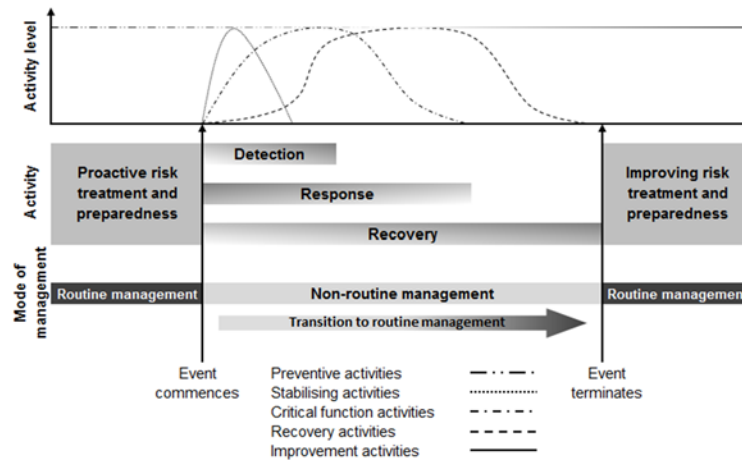 Activity level
Activity
Mode of
management
Proactive risk
treatment and
preparedness
Detection
Response
Recovery
Improving risk
treatment and
preparedness
Routine management
Non-routine management
Routine management
Transition to routine management
Event
commences
Preventive activities
Stabilising activities
Critical function activities
Recovery activities
Improvement activities
Event
terminates